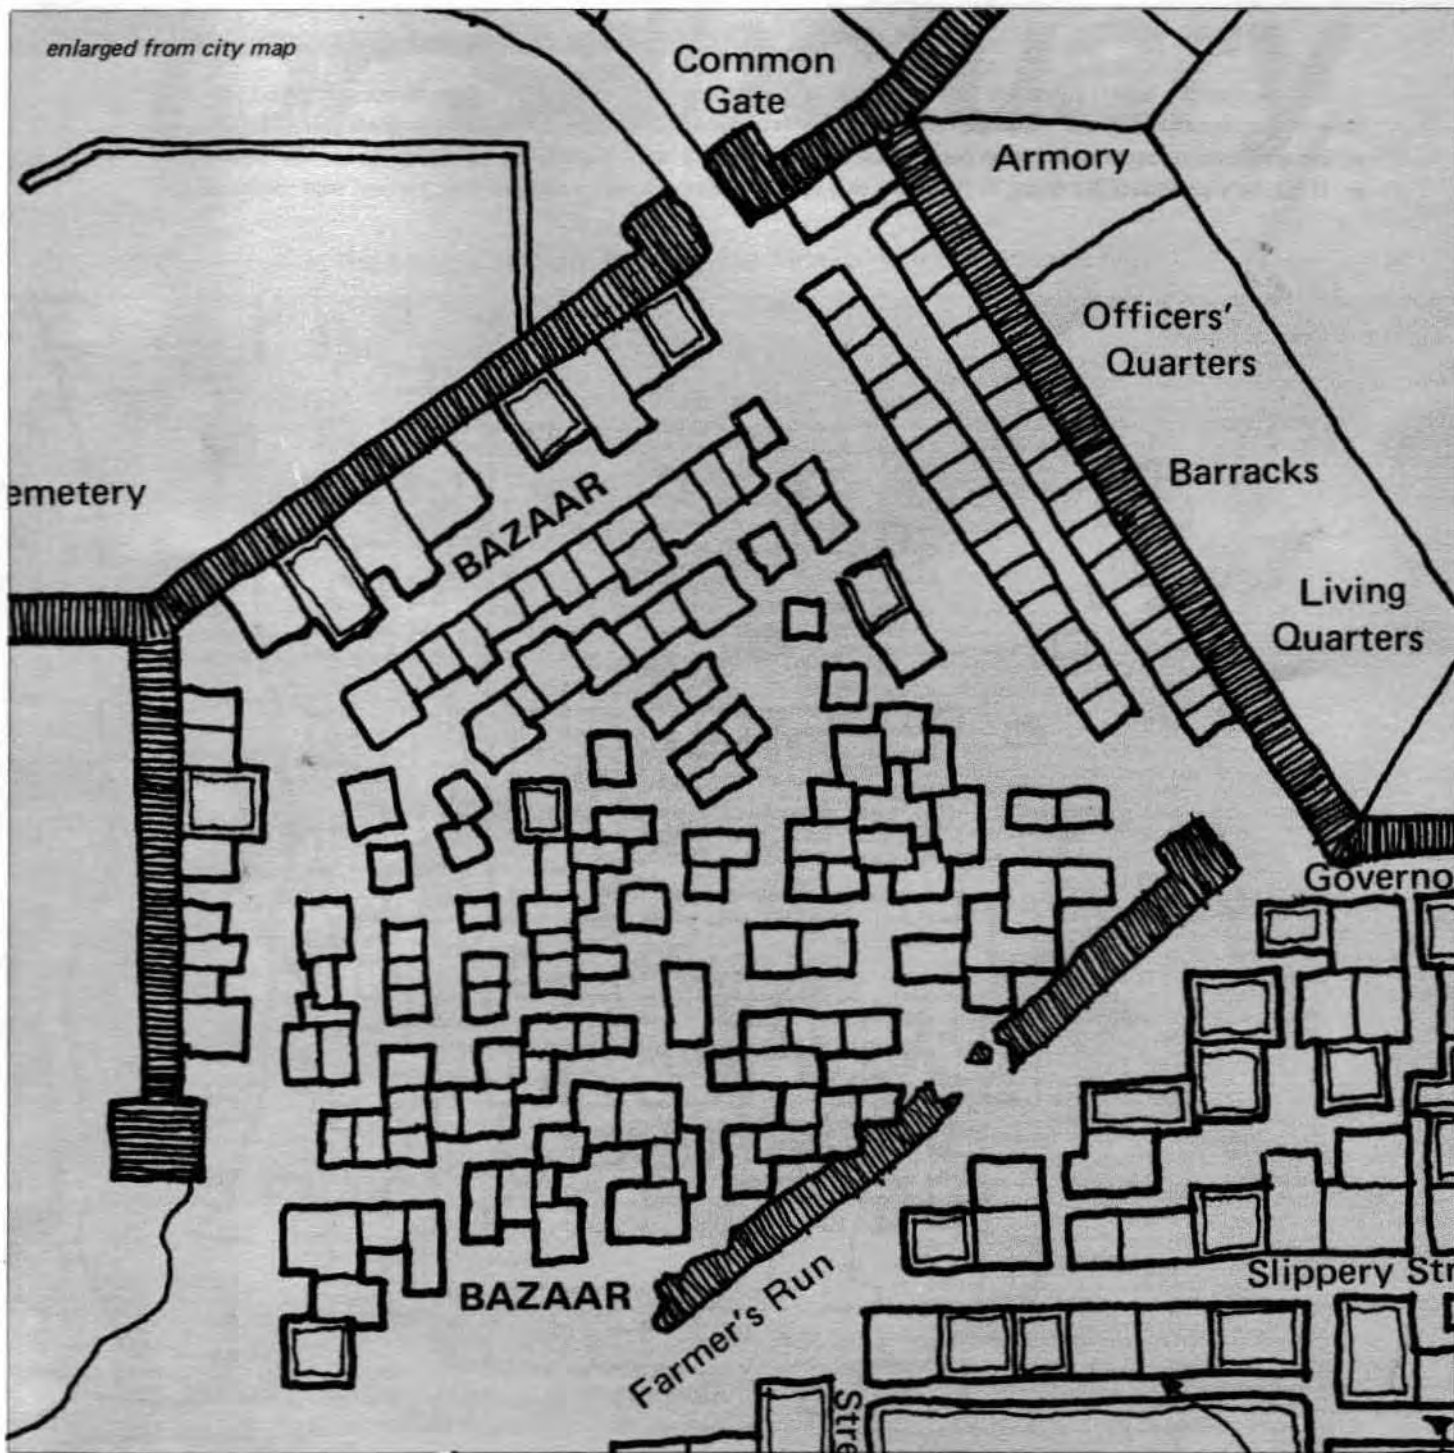 enlarged from city map
Common
Gate
Armory
Officers'
Quarters
Barracks
emetery
BAZAAR
Living
Quarters
Governo
BAZAAR
Slippery Str
Farmer's Run
Stre